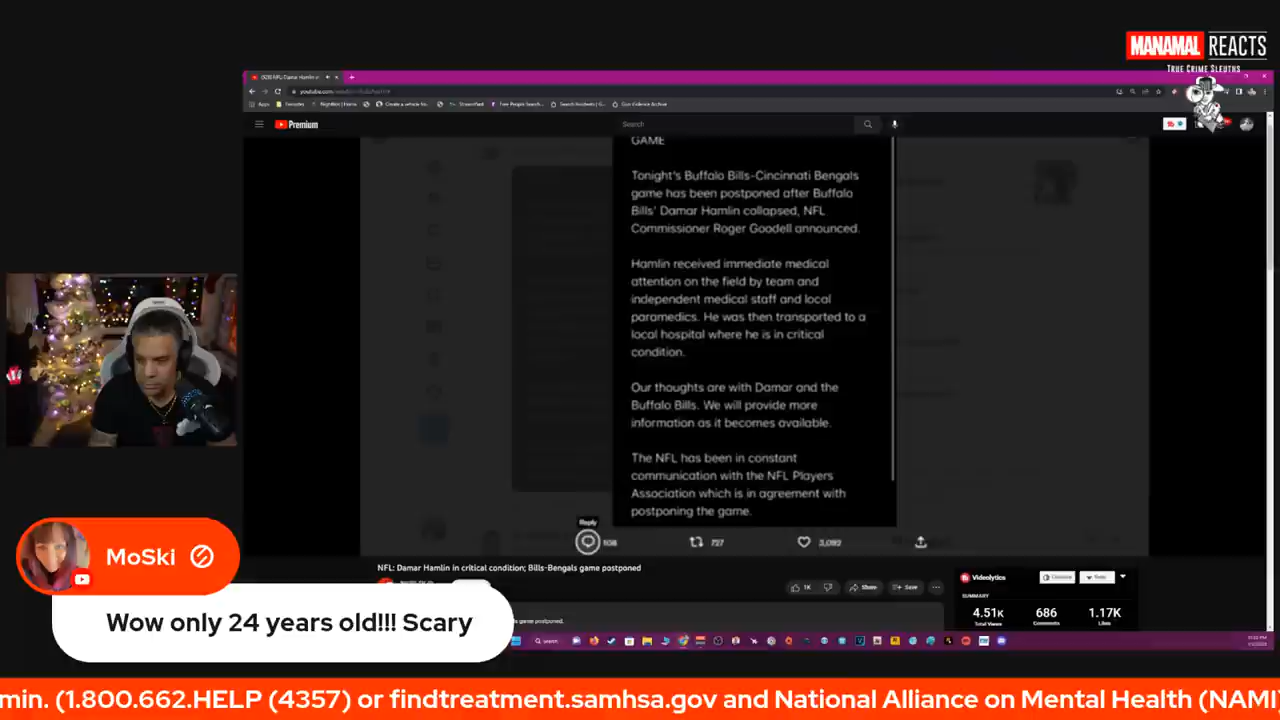 MANAMAL REACTS
TRUE CRIME SLEUTHS
Premium
Search
GAME
Tonight's Buffalo Bills-Cincinnati Bengals
game has been postponed after Buffalo
Bills' Damar Hamlin collapsed, NFL
Commissioner Roger Goodell announced.
Hamlin received immediate medical
attention on the field by team and
independent medical staff and local
paramedics. He was then transported to a
local hospital where he is in critical
condition.
Our thoughts are with Damar and the
Buffalo Bills. We will provide more
information as it becomes available.
The NFL has been in constant
communication with the NFL Players
Association which is in agreement with
postponing the game.
Reply
108 727 3,092
NFL: Damar Hamlin in critical condition; Bills-Bengals game postponed
1K Share Save
Videolytics
SUMMARY
4.51K 686 1.17K
Total Views Comments Likes
MoSki
Wow only 24 years old!!! Scary
min. (1.800.662.HELP (4357) or findtreatment.samhsa.gov and National Alliance on Mental Health (NAMI)